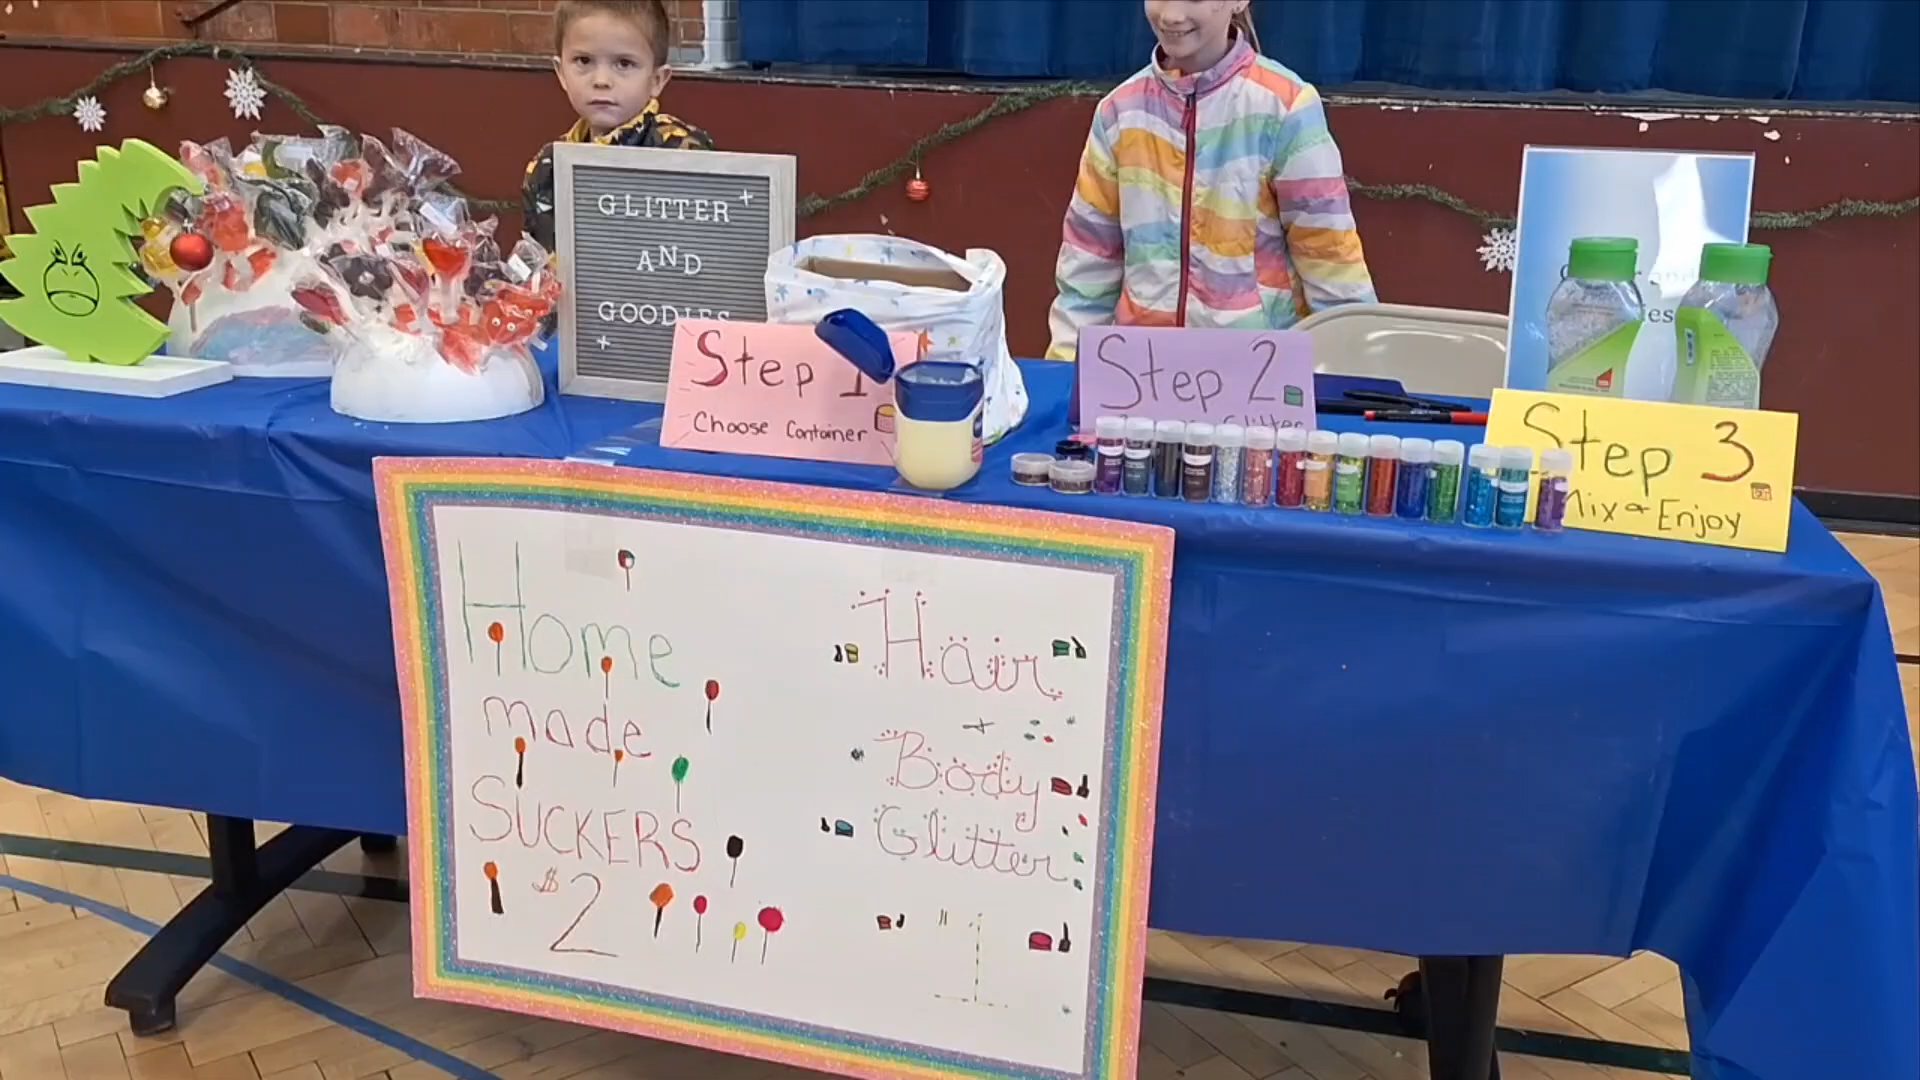 GLITTER
AND
GOODIES
Step 1
Choose Container
Step 2
Glitter
Step 3
Mix & Enjoy
Home
made
SUCKERS
$2
Hair
+
Body
Glitter
$1